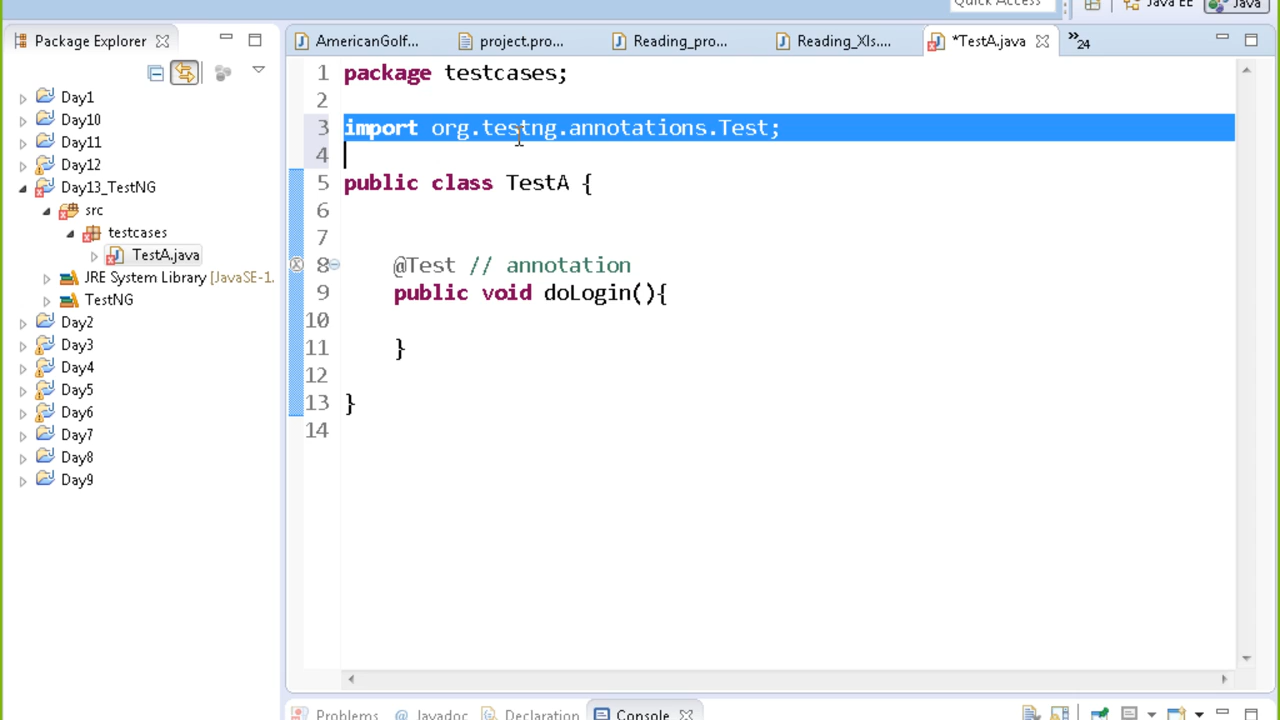 Quick Access
Java EE
Java
Package Explorer
AmericanGolf...
project.pro...
Reading_pro...
Reading_Xls....
*TestA.java
»24
Day1
Day10
Day11
Day12
Day13_TestNG
src
testcases
TestA.java
JRE System Library [JavaSE-1.
TestNG
Day2
Day3
Day4
Day5
Day6
Day7
Day8
Day9
1 package testcases;
2
3 import org.testng.annotations.Test;
4
5 public class TestA {
6
7
8 @Test // annotation
9 public void doLogin(){
10
11 }
12
13 }
14
Problems
@ Javadoc
Declaration
Console